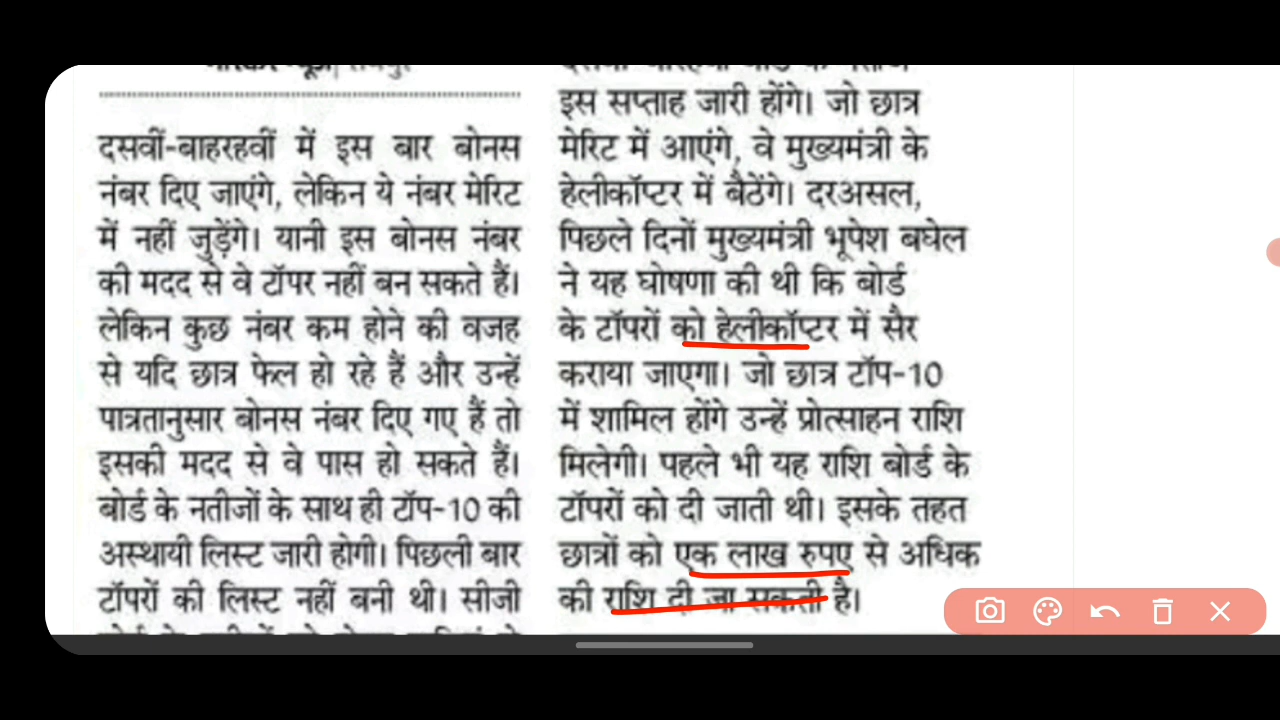 दसवीं-बाहरहवीं में इस बार बोनस
नंबर दिए जाएंगे, लेकिन ये नंबर मेरिट
में नहीं जुड़ेंगे। यानी इस बोनस नंबर
की मदद से वे टॉपर नहीं बन सकते हैं।
लेकिन कुछ नंबर कम होने की वजह
से यदि छात्र फेल हो रहे हैं और उन्हें
पात्रतानुसार बोनस नंबर दिए गए हैं तो
इसकी मदद से वे पास हो सकते हैं।
बोर्ड के नतीजों के साथ ही टॉप-10 की
अस्थायी लिस्ट जारी होगी। पिछली बार
टॉपरों की लिस्ट नहीं बनी थी। सीजी
इस सप्ताह जारी होंगे। जो छात्र
मेरिट में आएंगे, वे मुख्यमंत्री के
हेलीकॉप्टर में बैठेंगे। दरअसल,
पिछले दिनों मुख्यमंत्री भूपेश बघेल
ने यह घोषणा की थी कि बोर्ड
के टॉपरों को हेलीकॉप्टर में सैर
कराया जाएगा। जो छात्र टॉप-10
में शामिल होंगे उन्हें प्रोत्साहन राशि
मिलेगी। पहले भी यह राशि बोर्ड के
टॉपरों को दी जाती थी। इसके तहत
छात्रों को एक लाख रुपए से अधिक
की राशि दी जा सकती है।